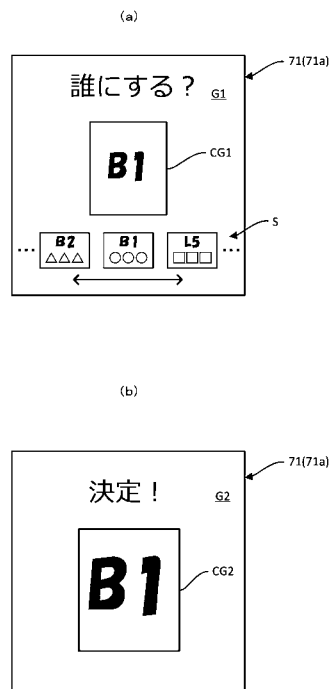 (a)
71(71a)
誰にする？
G1
B1
CG1
S
… B2 B1 L5 …
△△△ ○○○ □□□
(b)
71(71a)
決定！
G2
B1
CG2